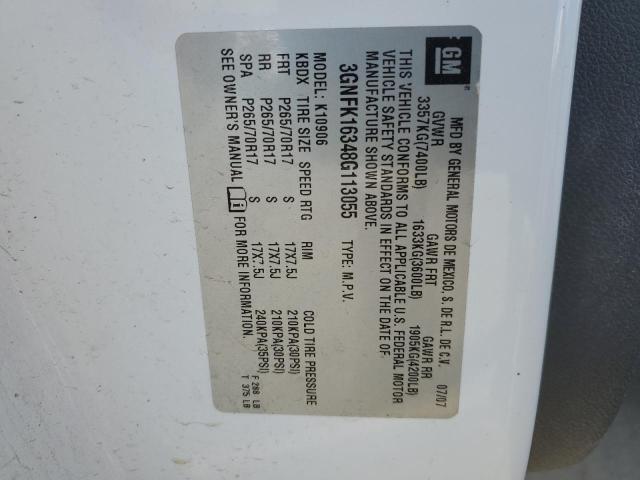 GM
MFD BY GENERAL MOTORS DE MEXICO, S. DE R.L. DE C.V. 07/07
GVWR GAWR FRT GAWR RR
3357KG(7400LB) 1633KG(3600LB) 1905KG(4200LB)
THIS VEHICLE CONFORMS TO ALL APPLICABLE U.S. FEDERAL MOTOR
VEHICLE SAFETY STANDARDS IN EFFECT ON THE DATE OF
MANUFACTURE SHOWN ABOVE.
3GNFK16348G113055 TYPE: M.P.V.
MODEL: K10906
KBDX TIRE SIZE SPEED RTG RIM COLD TIRE PRESSURE
FRT P265/70R17 S 17X7.5J 210KPA(30PSI)
RR P265/70R17 S 17X7.5J 210KPA(30PSI)
SPA P265/70R17 S 17X7.5J 240KPA(35PSI)
SEE OWNER'S MANUAL FOR MORE INFORMATION.
F 268 LB
T 375 LB